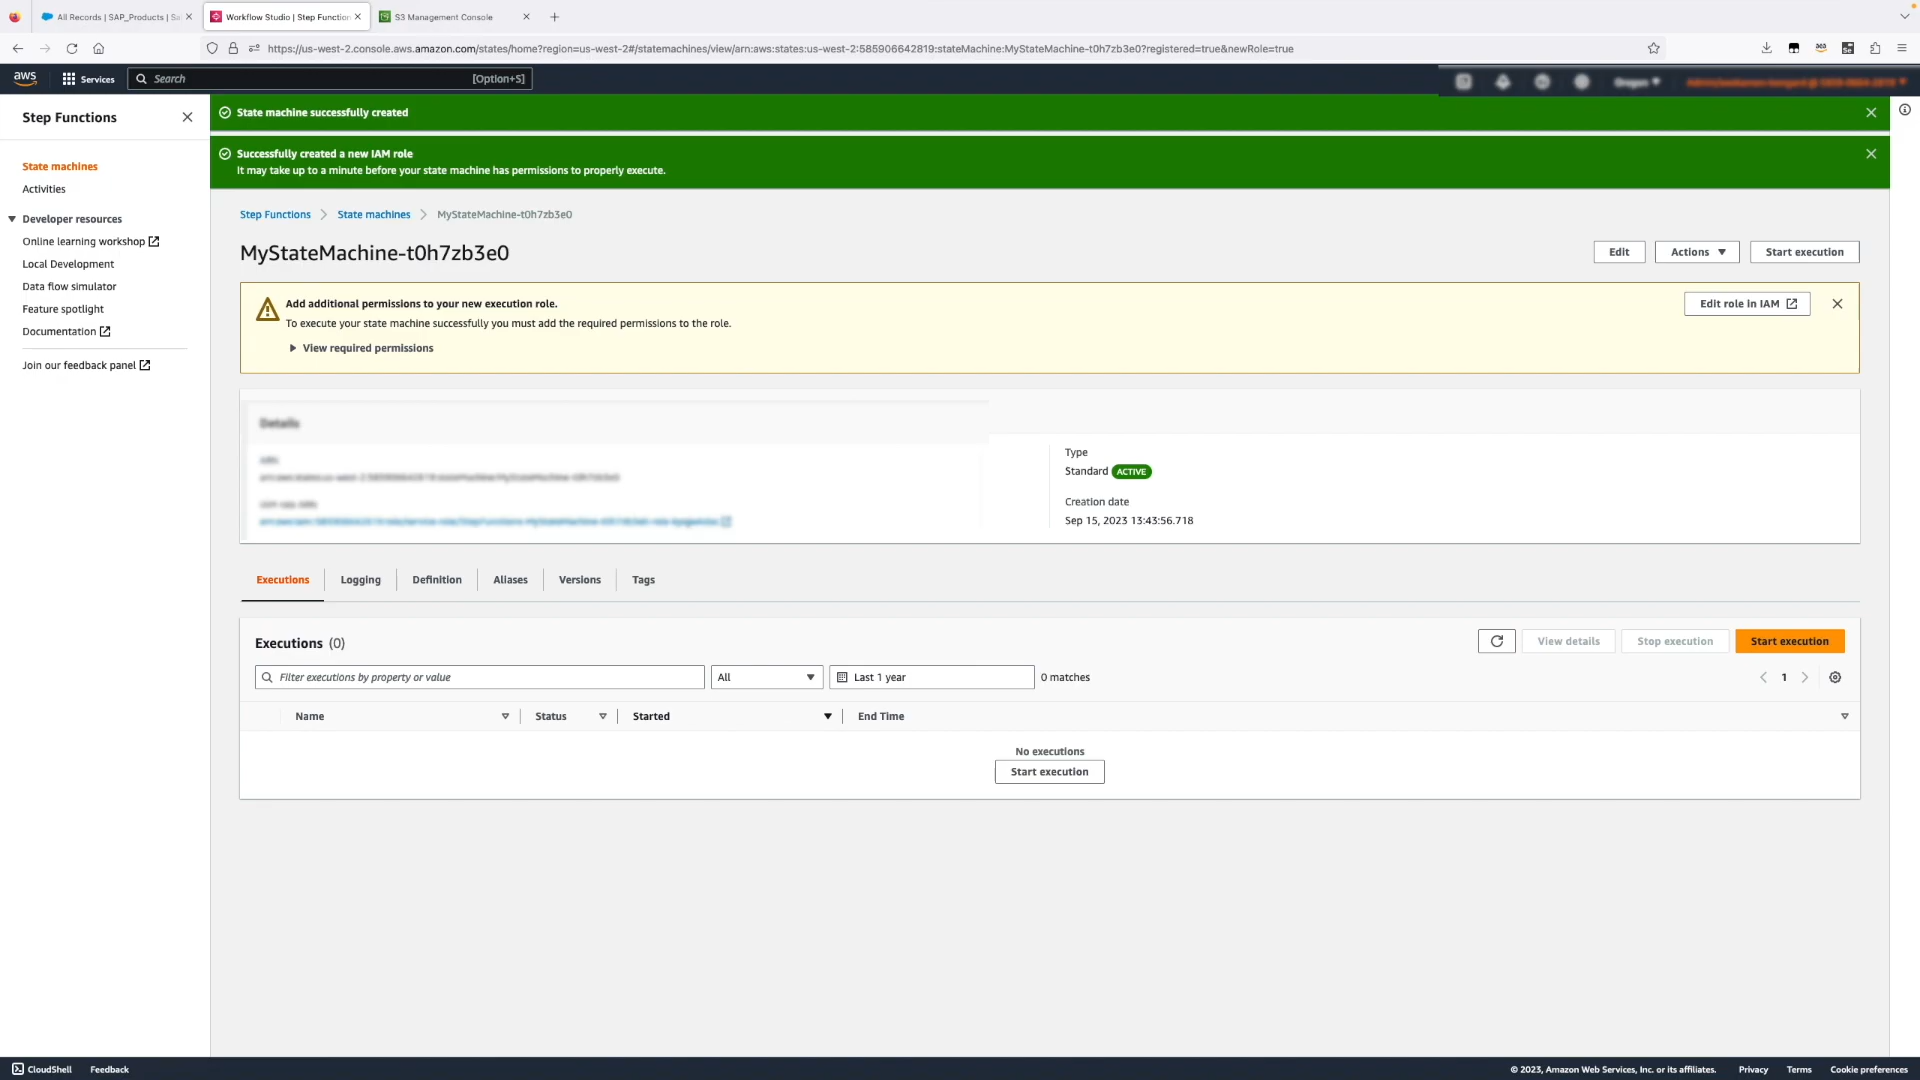 All Records | SAP_Products | Sa
Workflow Studio | Step Function
S3 Management Console
https://us-west-2.console.aws.amazon.com/states/home?region=us-west-2#/statemachines/view/arn:aws:states:us-west-2:585906642819:stateMachine:MyStateMachine-t0h7zb3e0?registered=true&newRole=true
aws
Services
Search
[Option+S]
Oregon
Step Functions
State machines
Activities
Developer resources
Online learning workshop
Local Development
Data flow simulator
Feature spotlight
Documentation
Join our feedback panel
State machine successfully created
Successfully created a new IAM role
It may take up to a minute before your state machine has permissions to properly execute.
Step Functions State machines MyStateMachine-t0h7zb3e0
MyStateMachine-t0h7zb3e0
Edit
Actions
Start execution
Add additional permissions to your new execution role.
To execute your state machine successfully you must add the required permissions to the role.
View required permissions
Edit role in IAM
Details
Type
Standard ACTIVE
Creation date
Sep 15, 2023 13:43:56.718
Executions
Logging
Definition
Aliases
Versions
Tags
Executions (0)
View details
Stop execution
Start execution
Filter executions by property or value
All
Last 1 year
0 matches
1
Name
Status
Started
End Time
No executions
Start execution
CloudShell
Feedback
© 2023, Amazon Web Services, Inc. or its affiliates.
Privacy
Terms
Cookie preferences